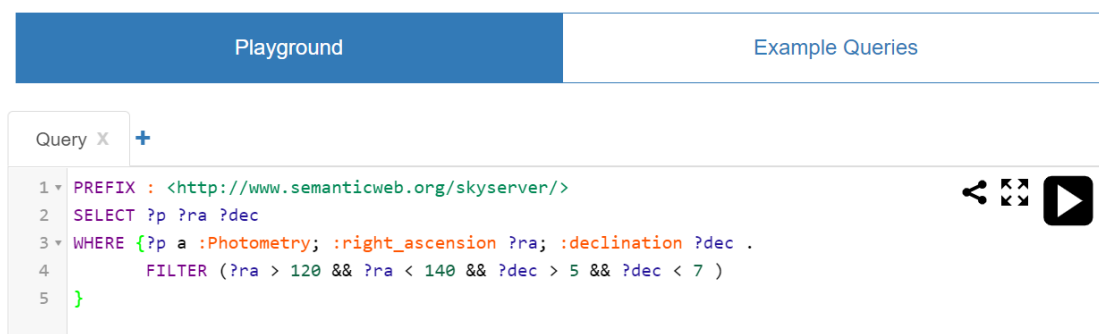 Playground Example Queries
Query X +
1 PREFIX : <http://www.semanticweb.org/skyserver/>
2 SELECT ?p ?ra ?dec
3 WHERE {?p a :Photometry; :right_ascension ?ra; :declination ?dec .
4 FILTER (?ra > 120 && ?ra < 140 && ?dec > 5 && ?dec < 7 )
5 }